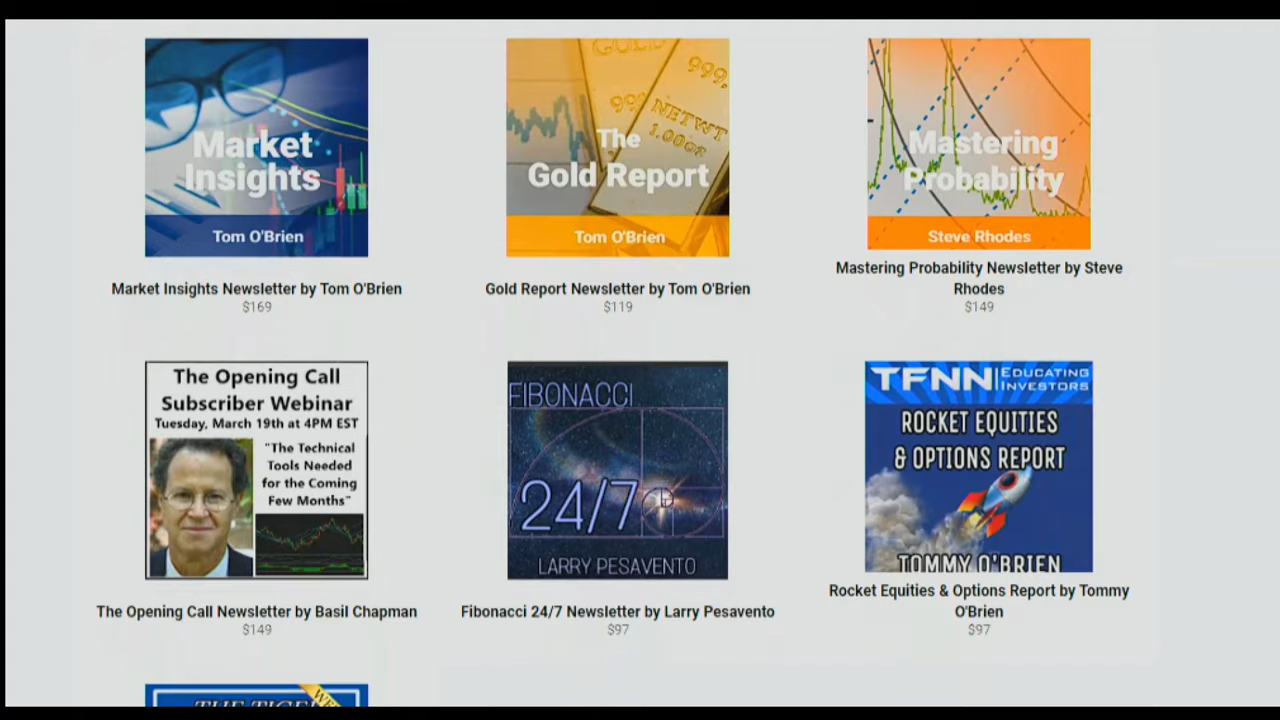 Market
Insights
Tom O'Brien
Market Insights Newsletter by Tom O'Brien
$169
GOLD
999,
999
NETWT
The
Gold Report
Tom O'Brien
Gold Report Newsletter by Tom O'Brien
$119
Mastering
Probability
Steve Rhodes
Mastering Probability Newsletter by Steve
Rhodes
$149
The Opening Call
Subscriber Webinar
Tuesday, March 19th at 4PM EST
"The Technical
Tools Needed
for the Coming
Few Months"
The Opening Call Newsletter by Basil Chapman
$149
FIBONACCI
24/7
LARRY PESAVENTO
Fibonacci 24/7 Newsletter by Larry Pesavento
$97
TFNN EDUCATING
INVESTORS
ROCKET EQUITIES
& OPTIONS REPORT
TOMMY O'BRIEN
Rocket Equities & Options Report by Tommy
O'Brien
$97